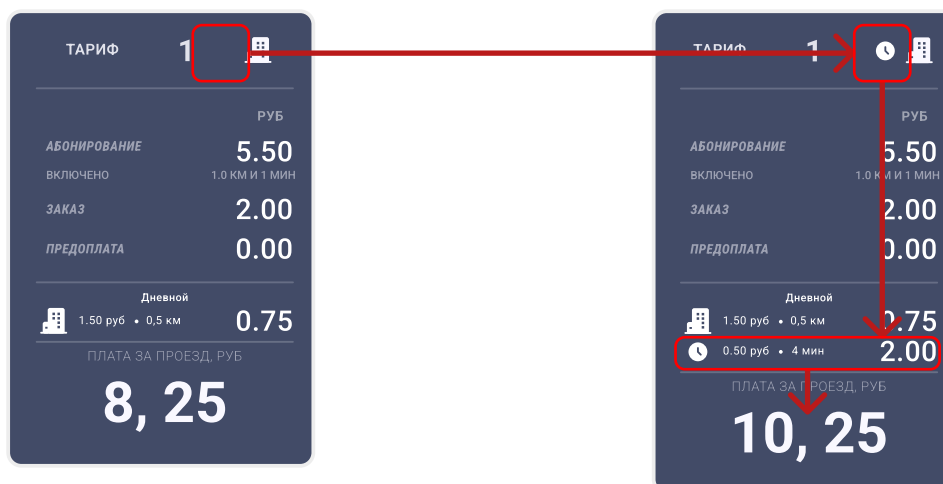 ТАРИФ 1
РУБ
АБОНИРОВАНИЕ 5.50
ВКЛЮЧЕНО 1.0 КМ И 1 МИН
ЗАКАЗ 2.00
ПРЕДОПЛАТА 0.00
Дневной
1.50 руб • 0,5 км 0.75
ПЛАТА ЗА ПРОЕЗД, РУБ
8, 25
ТАРИФ 1
РУБ
АБОНИРОВАНИЕ 5.50
ВКЛЮЧЕНО 1.0 КМ И 1 МИН
ЗАКАЗ 2.00
ПРЕДОПЛАТА 0.00
Дневной
1.50 руб • 0,5 км 0.75
0.50 руб • 4 мин 2.00
ПЛАТА ЗА ПРОЕЗД, РУБ
10, 25